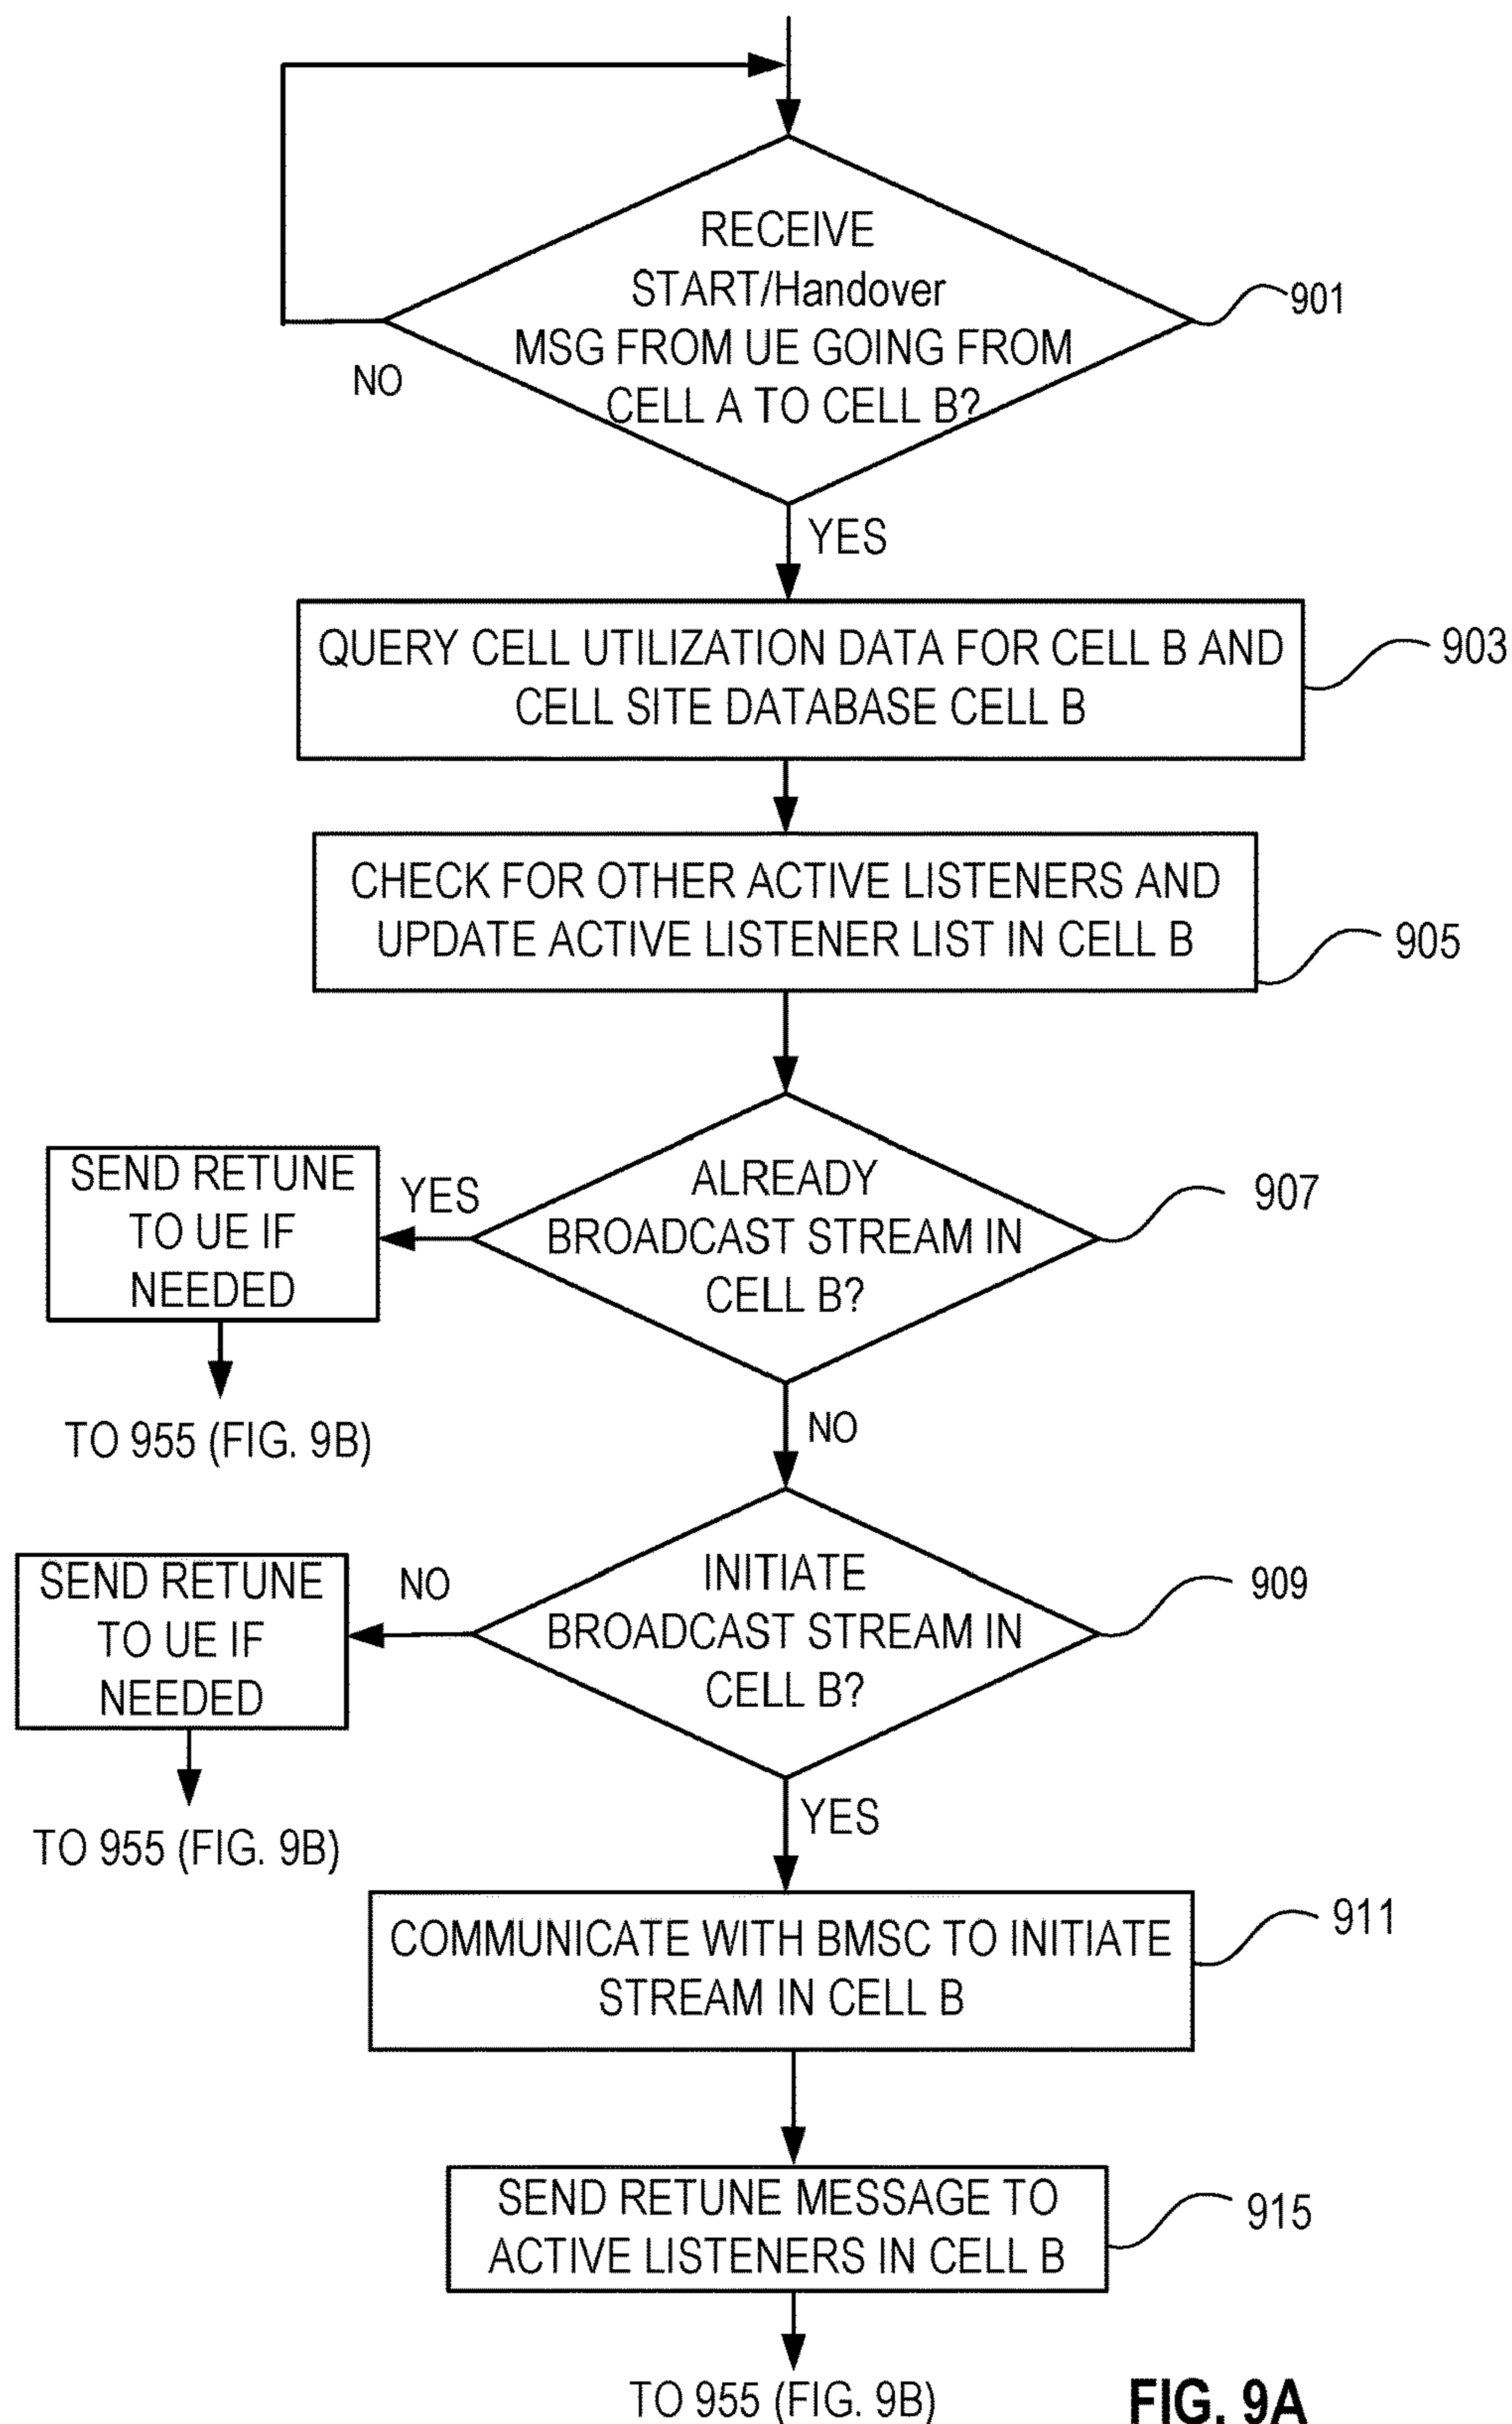 RECEIVE
START/Handover
MSG FROM UE GOING FROM
CELL A TO CELL B?
901
NO
YES
QUERY CELL UTILIZATION DATA FOR CELL B AND
CELL SITE DATABASE CELL B
903
CHECK FOR OTHER ACTIVE LISTENERS AND
UPDATE ACTIVE LISTENER LIST IN CELL B
905
ALREADY
BROADCAST STREAM IN
CELL B?
907
YES
SEND RETUNE
TO UE IF
NEEDED
TO 955 (FIG. 9B)
NO
INITIATE
BROADCAST STREAM IN
CELL B?
909
NO
SEND RETUNE
TO UE IF
NEEDED
TO 955 (FIG. 9B)
YES
COMMUNICATE WITH BMSC TO INITIATE
STREAM IN CELL B
911
SEND RETUNE MESSAGE TO
ACTIVE LISTENERS IN CELL B
915
TO 955 (FIG. 9B)
FIG. 9A